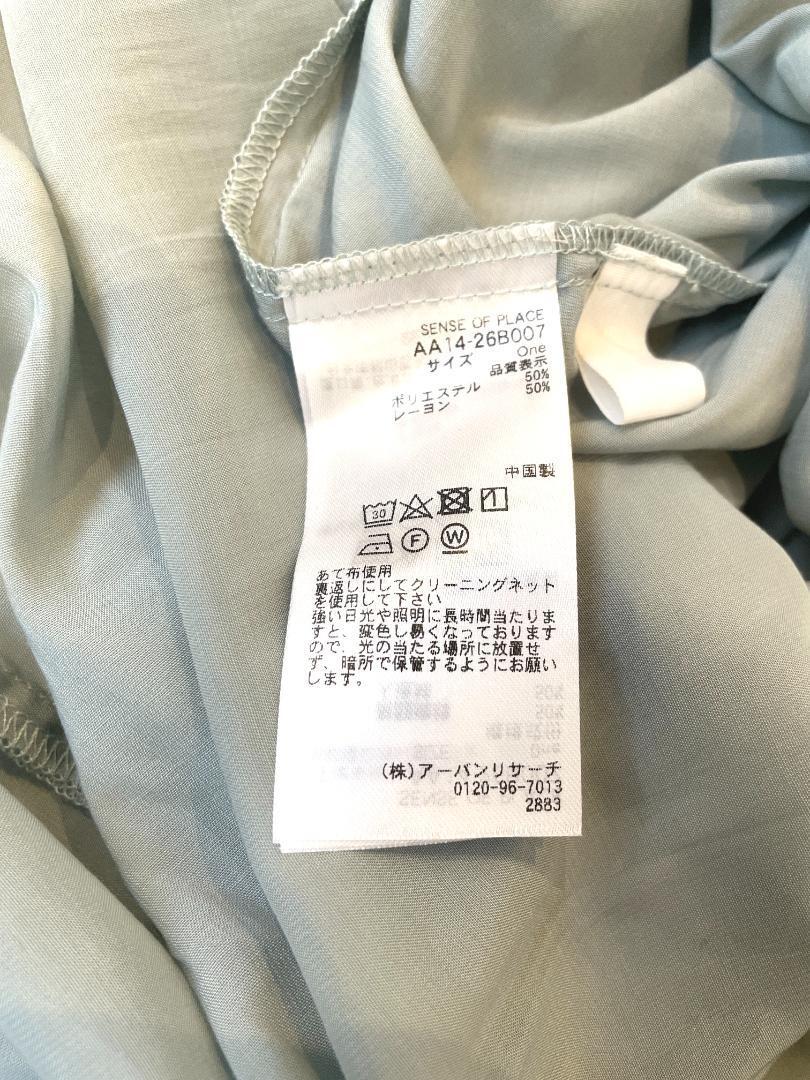 SENSE OF PLACE
AA14-26B007
サイズ One
品質表示
ポリエステル 50%
レーヨン 50%
中国製
30
F W
あて布使用
裏返しにしてクリーニングネット
を使用して下さい
強い日光や照明に長時間当たりま
すと、変色し易くなっております
ので、光の当たる場所に放置せ
ず、暗所で保管するようにお願い
します。
(株)アーバンリサーチ
0120-96-7013
2883